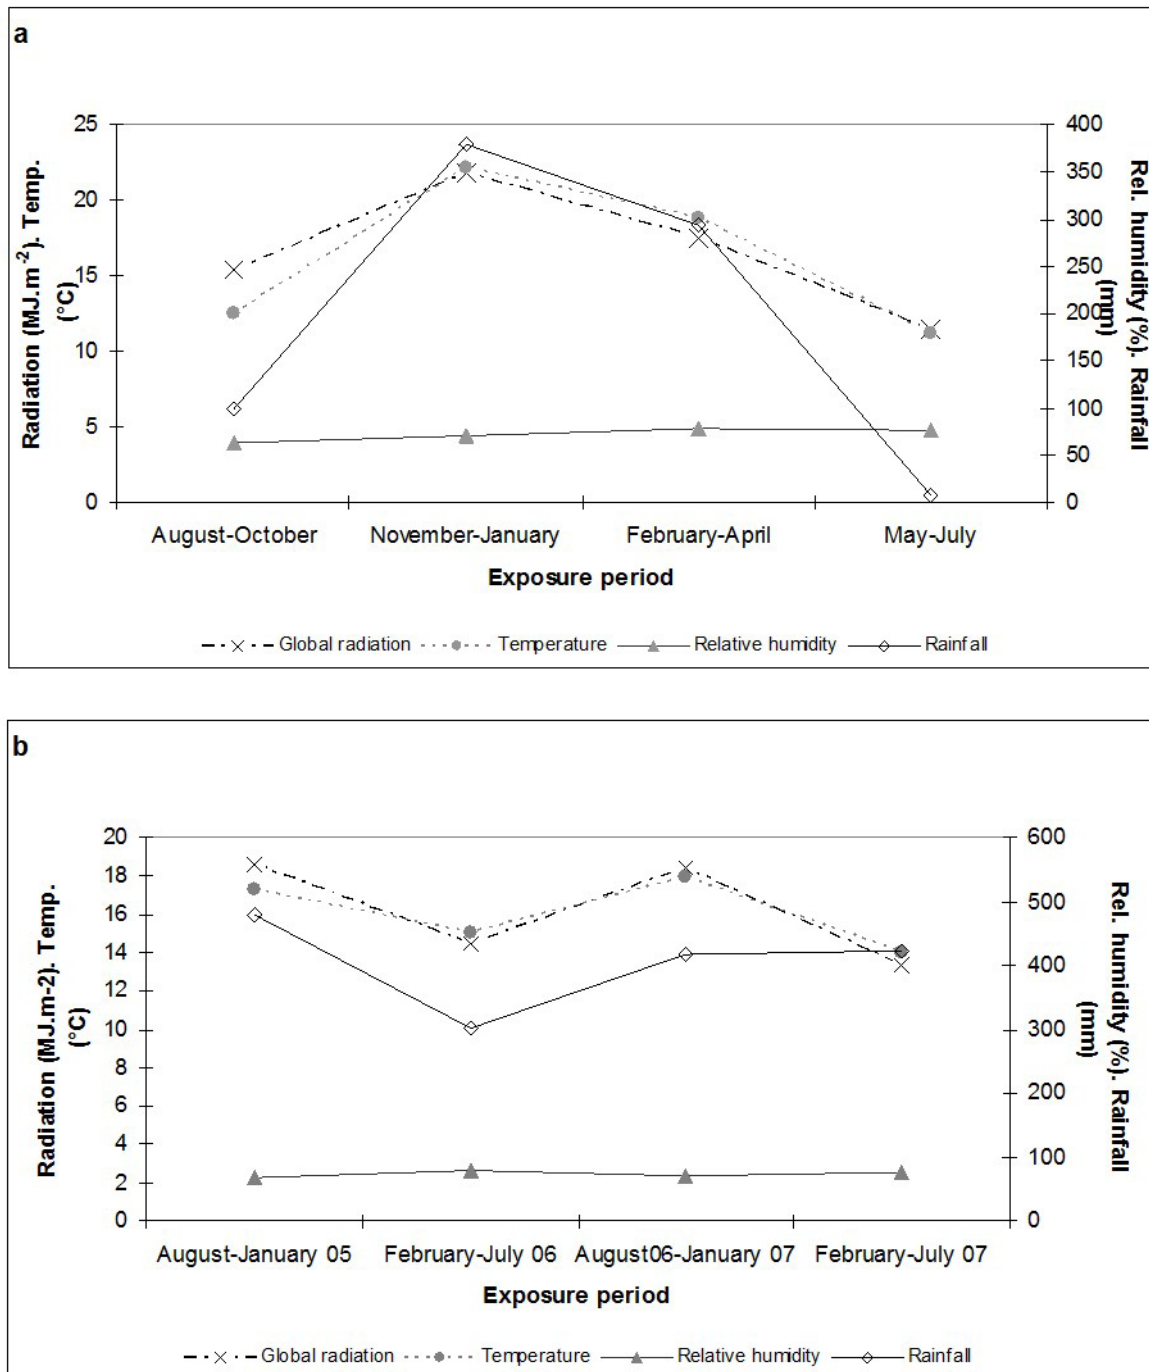 a
25
20
15
10
5
0
Radiation (MJ.m-2). Temp.
(°C)
400
350
300
250
200
150
100
50
0
Rel. humidity (%). Rainfall
(mm)
August-October November-January February-April May-July
Exposure period
Global radiation Temperature Relative humidity Rainfall
b
20
18
16
14
12
10
8
6
4
2
0
Radiation (MJ.m-2). Temp.
(°C)
600
500
400
300
200
100
0
Rel. humidity (%). Rainfall
(mm)
August-January 05 February-July 06 August06-January 07 February-July 07
Exposure period
Global radiation Temperature Relative humidity Rainfall